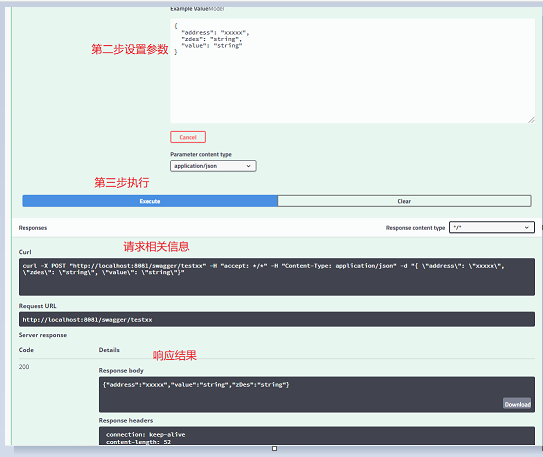 Example ValueModel
{
"address": "xxxxx",
"zdes": "string",
"value": "string"
}
第二步设置参数
Cancel
Parameter content type
application/json
第三步执行
Execute
Clear
Responses
Response content type
"*/*"
请求相关信息
Curl
curl -X POST "http://localhost:8081/swagger/testxx" -H "accept: */*" -H "Content-Type: application/json" -d "{ \"address\": \"xxxxx\",
\"zdes\": \"string\", \"value\": \"string\"}"
Request URL
http://localhost:8081/swagger/testxx
Server response
Code
Details
响应结果
200
Response body
{"address":"xxxxx","value":"string","zDes":"string"}
Download
Response headers
connection: keep-alive
content-length: 52